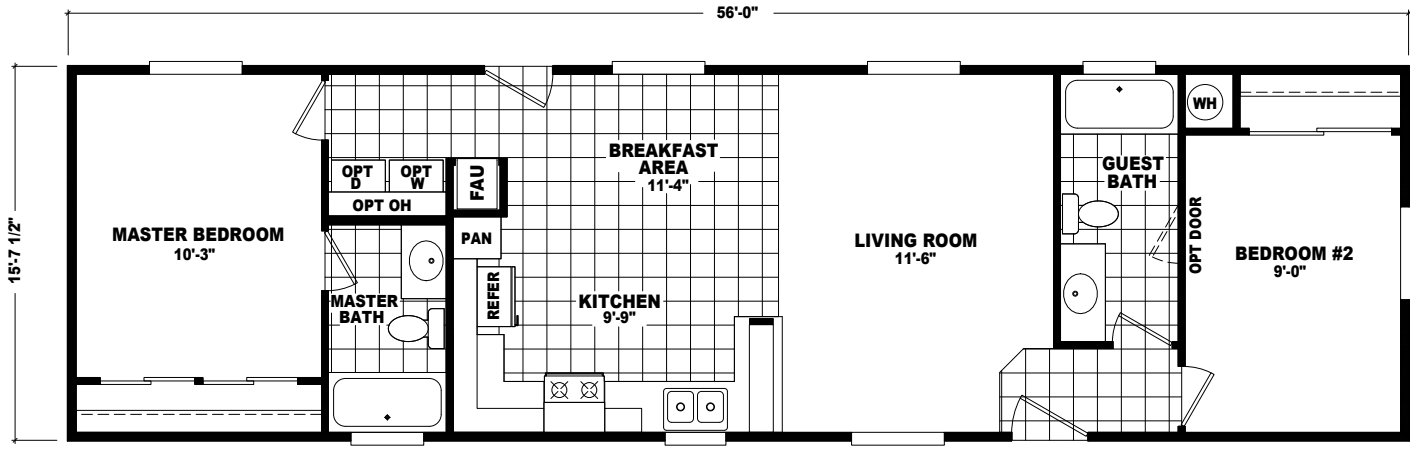 56'-0"
15'-7 1/2"
MASTER BEDROOM
10'-3"
OPT
D
OPT
W
OPT OH
FAU
PAN
REFER
MASTER
BATH
BREAKFAST
AREA
11'-4"
KITCHEN
9'-9"
LIVING ROOM
11'-6"
GUEST
BATH
WH
OPT DOOR
BEDROOM #2
9'-0"